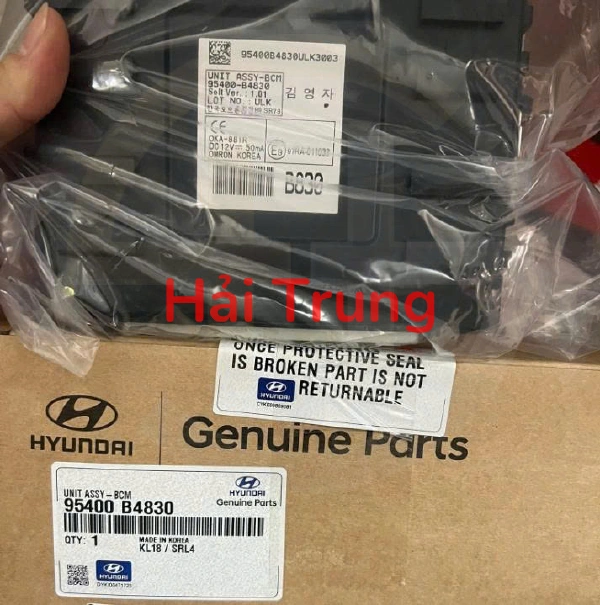 95400B4830ULK3003
UNIT ASSY-BCM
95400-B4830
Soft Ver. : 1.01
LOT NO : ULK
김영자
CE
OKA-881R
DC12V 50mA
OMRON KOREA
B830
Hải Trung
ONCE PROTECTIVE SEAL
IS BROKEN PART IS NOT
RETURNABLE
HYUNDAI
HYUNDAI
Genuine Parts
UNIT ASSY-BCM
95400 B4830
HYUNDAI
Genuine Parts
QTY: 1
MADE IN KOREA
KL18 / SRL4
HYUNDAI